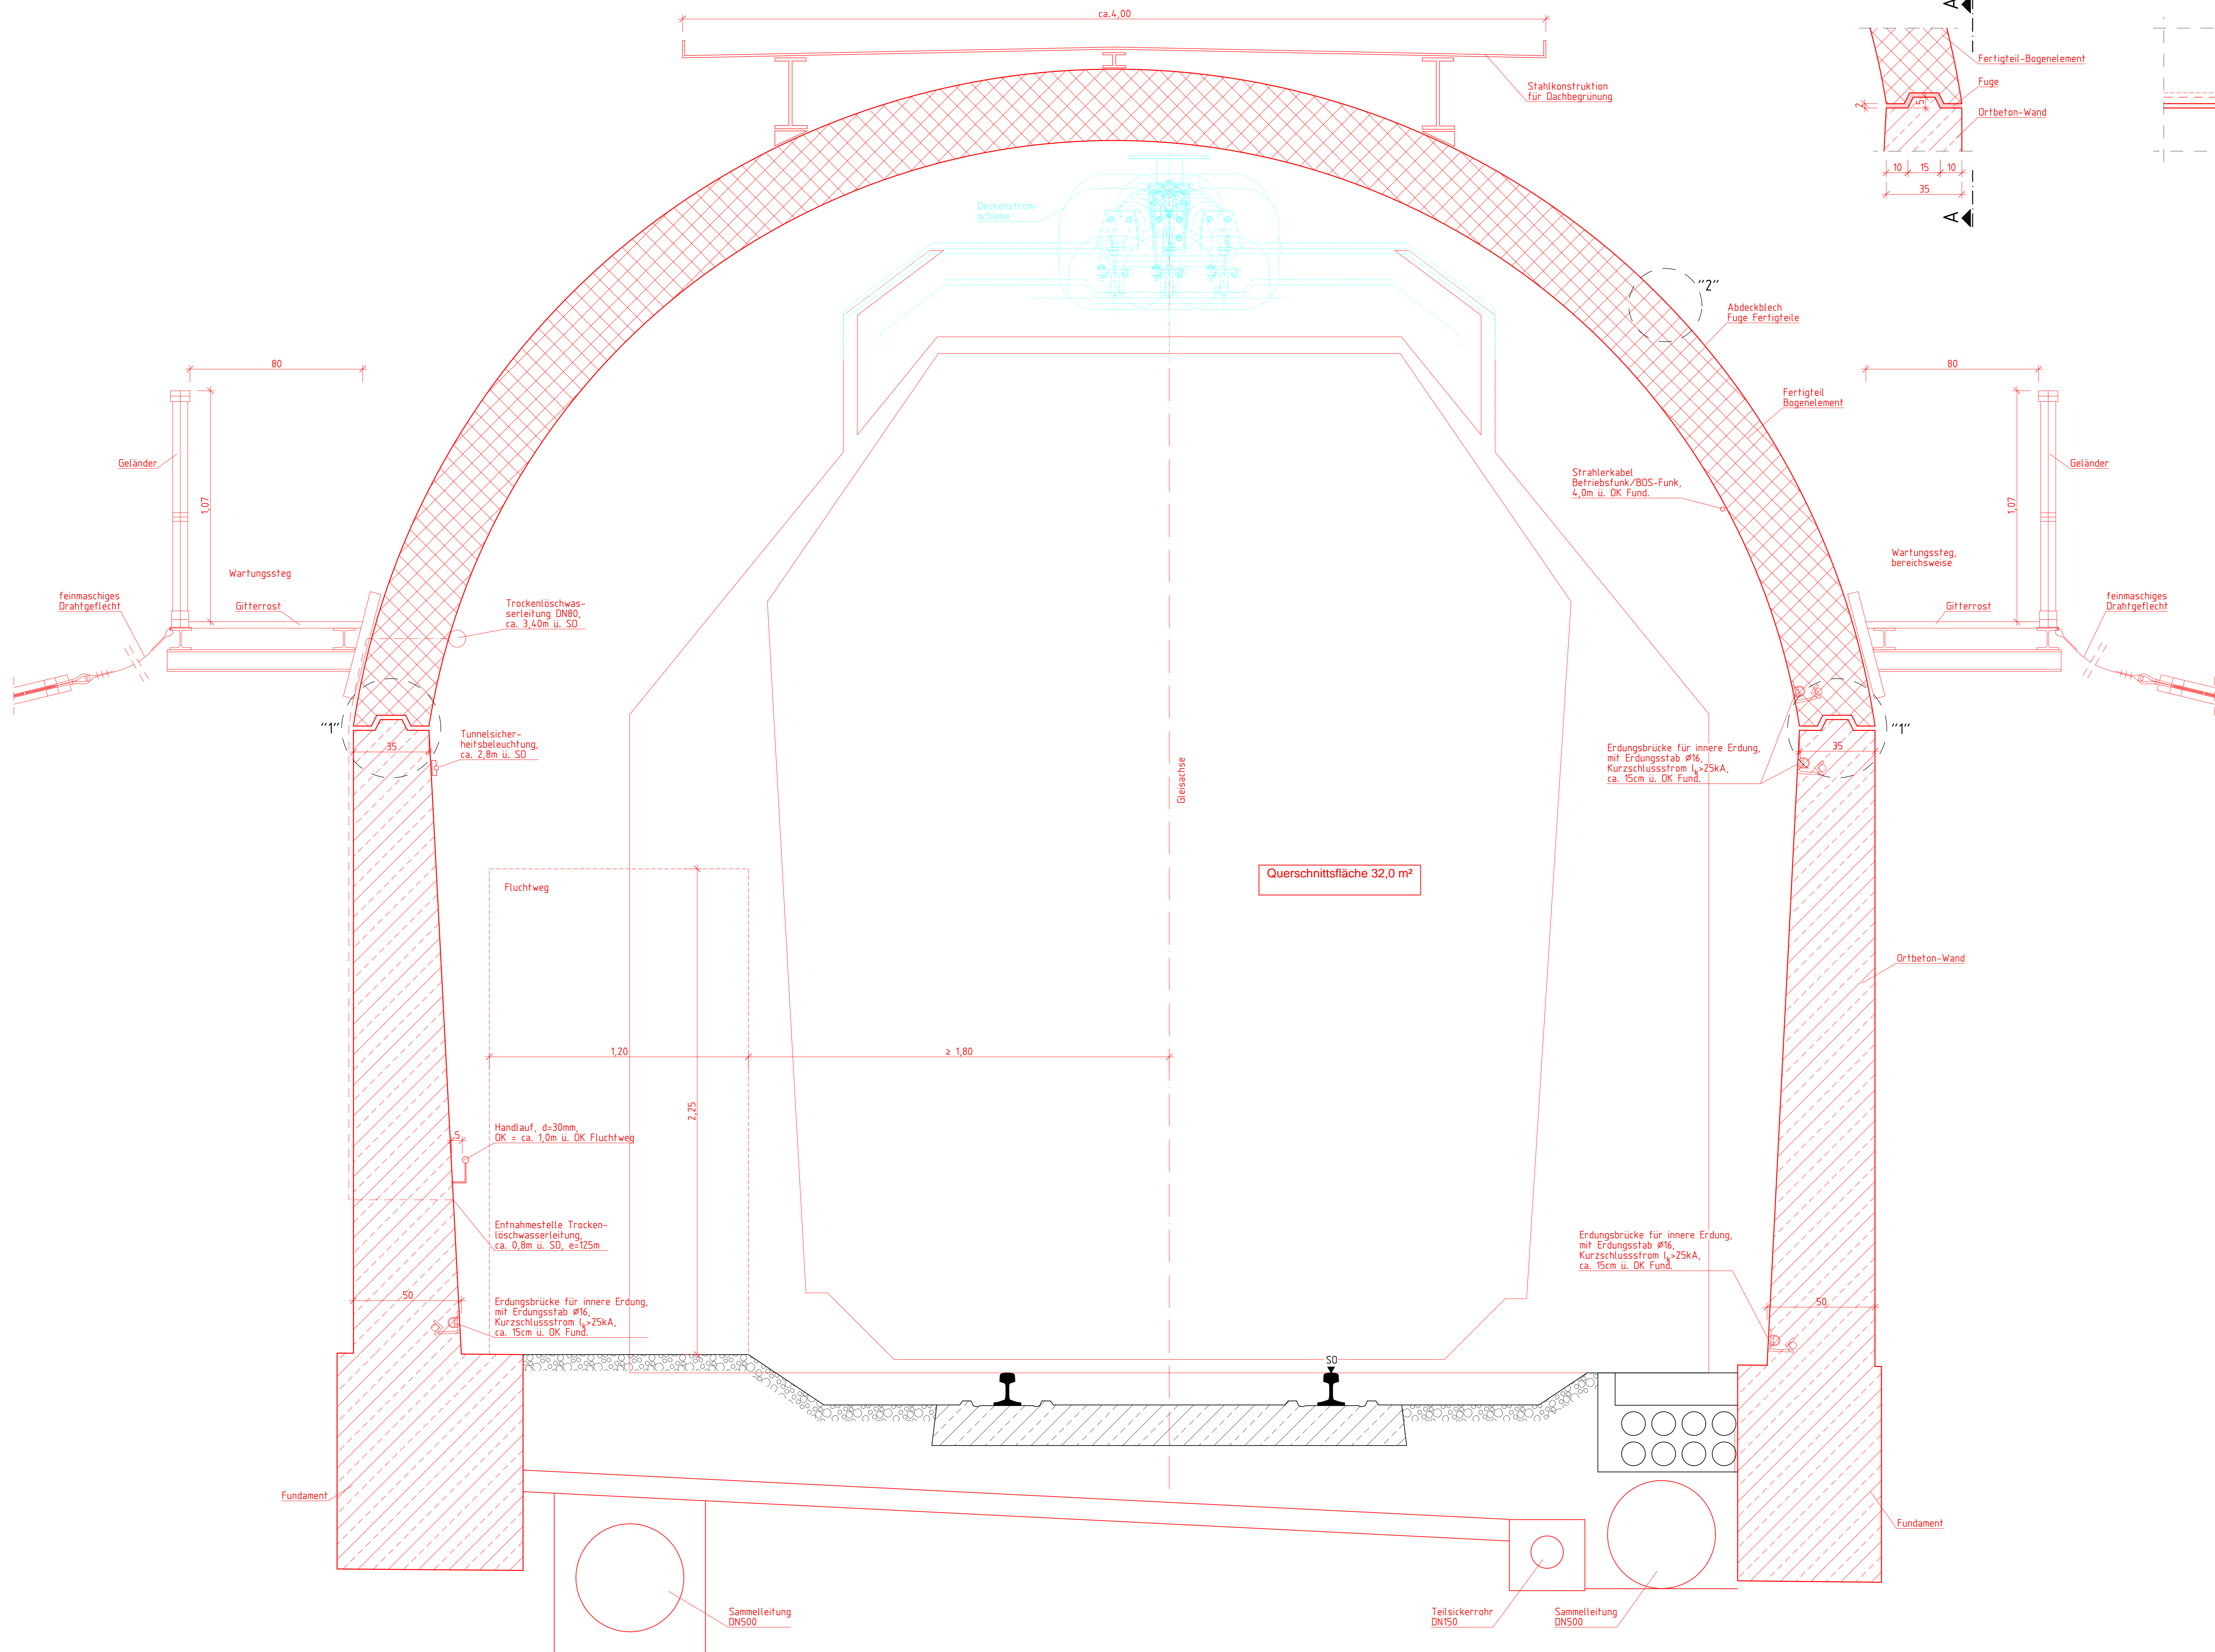 ca.4,00
Stahlkonstruktion
für Dachbegrünung
A
Fertigteil-Bogenelement
Fuge
Ortbeton-Wand
2
5
10
15
10
35
A
Deckenstrom-
schiene
"2"
Abdeckblech
Fuge Fertigteile
80
80
Fertigteil
Bogenelement
Geländer
1,07
Strahlerkabel
Betriebsfunk/BOS-Funk,
4,0m ü. OK Fund.
1,07
Geländer
Wartungssteg
Wartungssteg,
bereichsweise
feinmaschiges
Drahtgeflecht
Gitterrost
Trockenlöschwas-
serleitung DN80,
ca. 3,40m ü. SO
Gitterrost
feinmaschiges
Drahtgeflecht
"1"
35
Tunnelsicher-
heitsbeleuchtung,
ca. 2,8m ü. SO
Gleisachse
Erdungsbrücke für innere Erdung,
mit Erdungsstab Ø16,
Kurzschlussstrom Ik>25kA,
ca. 15cm ü. OK Fund.
35
"1"
Fluchtweg
Querschnittsfläche 32,0 m²
Ortbeton-Wand
1,20
≥ 1,80
2,25
5
Handlauf, d=30mm,
OK = ca. 1,0m ü. OK Fluchtweg
Entnahmestelle Trocken-
löschwasserleitung,
ca. 0,8m ü. SO, e=125m
Erdungsbrücke für innere Erdung,
mit Erdungsstab Ø16,
Kurzschlussstrom Ik>25kA,
ca. 15cm ü. OK Fund.
50
Erdungsbrücke für innere Erdung,
mit Erdungsstab Ø16,
Kurzschlussstrom Ik>25kA,
ca. 15cm ü. OK Fund.
50
SO
Fundament
Fundament
Sammelleitung
DN500
Teilsickerrohr
DN150
Sammelleitung
DN500